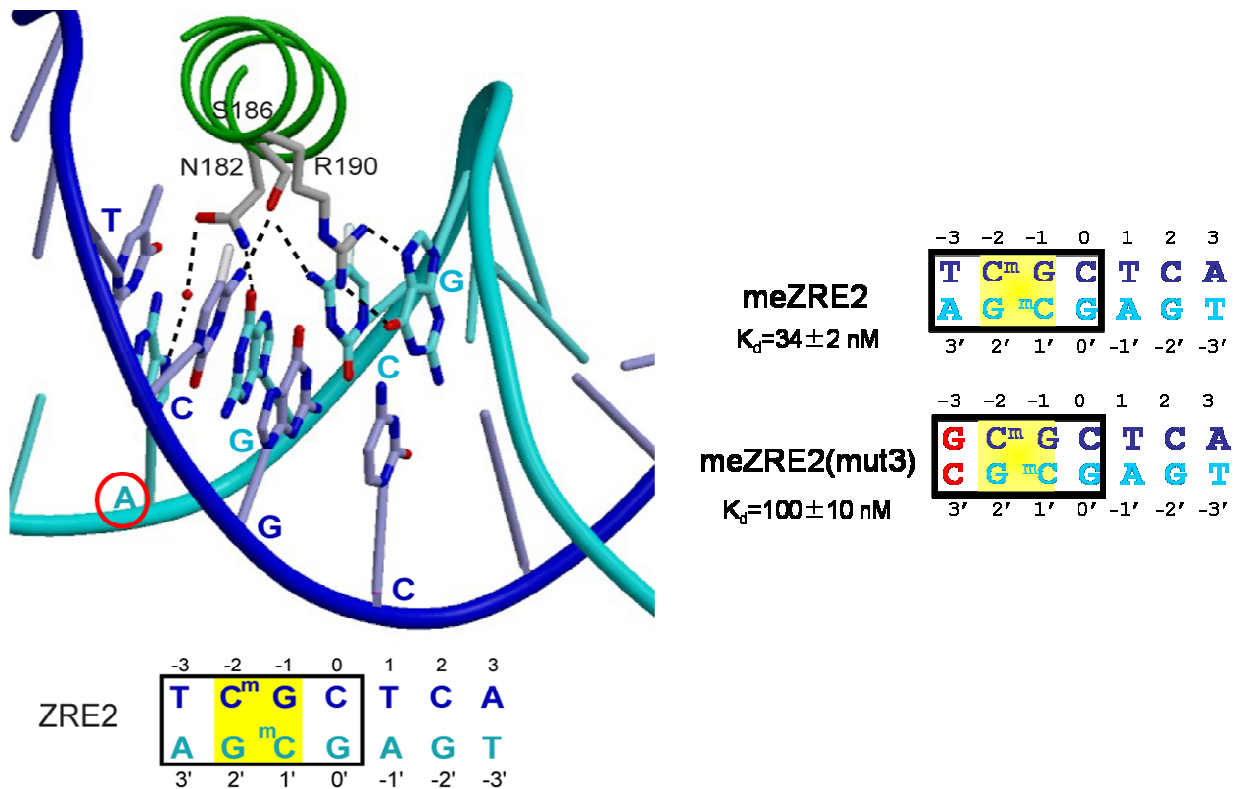 S186
N182 R190
T
G
C
C
G
A
G
C
-3 -2 -1 0 1 2 3
ZRE2
T Cm G C T C A
A G mC G A G T
3' 2' 1' 0' -1' -2' -3'
-3 -2 -1 0 1 2 3
meZRE2
T Cm G C T C A
A G mC G A G T
Kd=34±2 nM
3′ 2′ 1′ 0′ -1′ -2′ -3′
-3 -2 -1 0 1 2 3
meZRE2(mut3)
G Cm G C T C A
C G mC G A G T
Kd=100±10 nM
3′ 2′ 1′ 0′ -1′ -2′ -3′